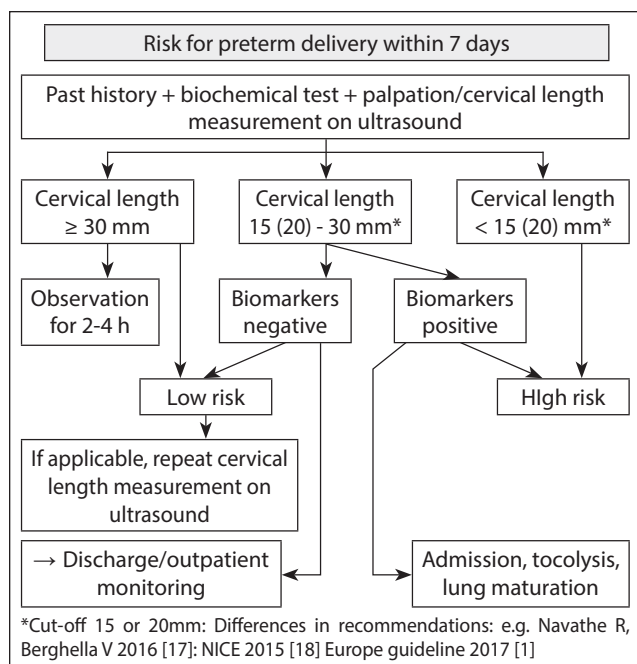 Risk for preterm delivery within 7 days
Past history + biochemical test + palpation/cervical length
measurement on ultrasound
Cervical length
≥ 30 mm
Cervical length
15 (20) - 30 mm*
Cervical length
< 15 (20) mm*
Observation
for 2-4 h
Biomarkers
negative
Biomarkers
positive
Low risk
HIgh risk
If applicable, repeat cervical
length measurement on
ultrasound
→ Discharge/outpatient
monitoring
Admission, tocolysis,
lung maturation
*Cut-off 15 or 20mm: Differences in recommendations: e.g. Navathe R,
Berghella V 2016 [17]: NICE 2015 [18] Europe guideline 2017 [1]